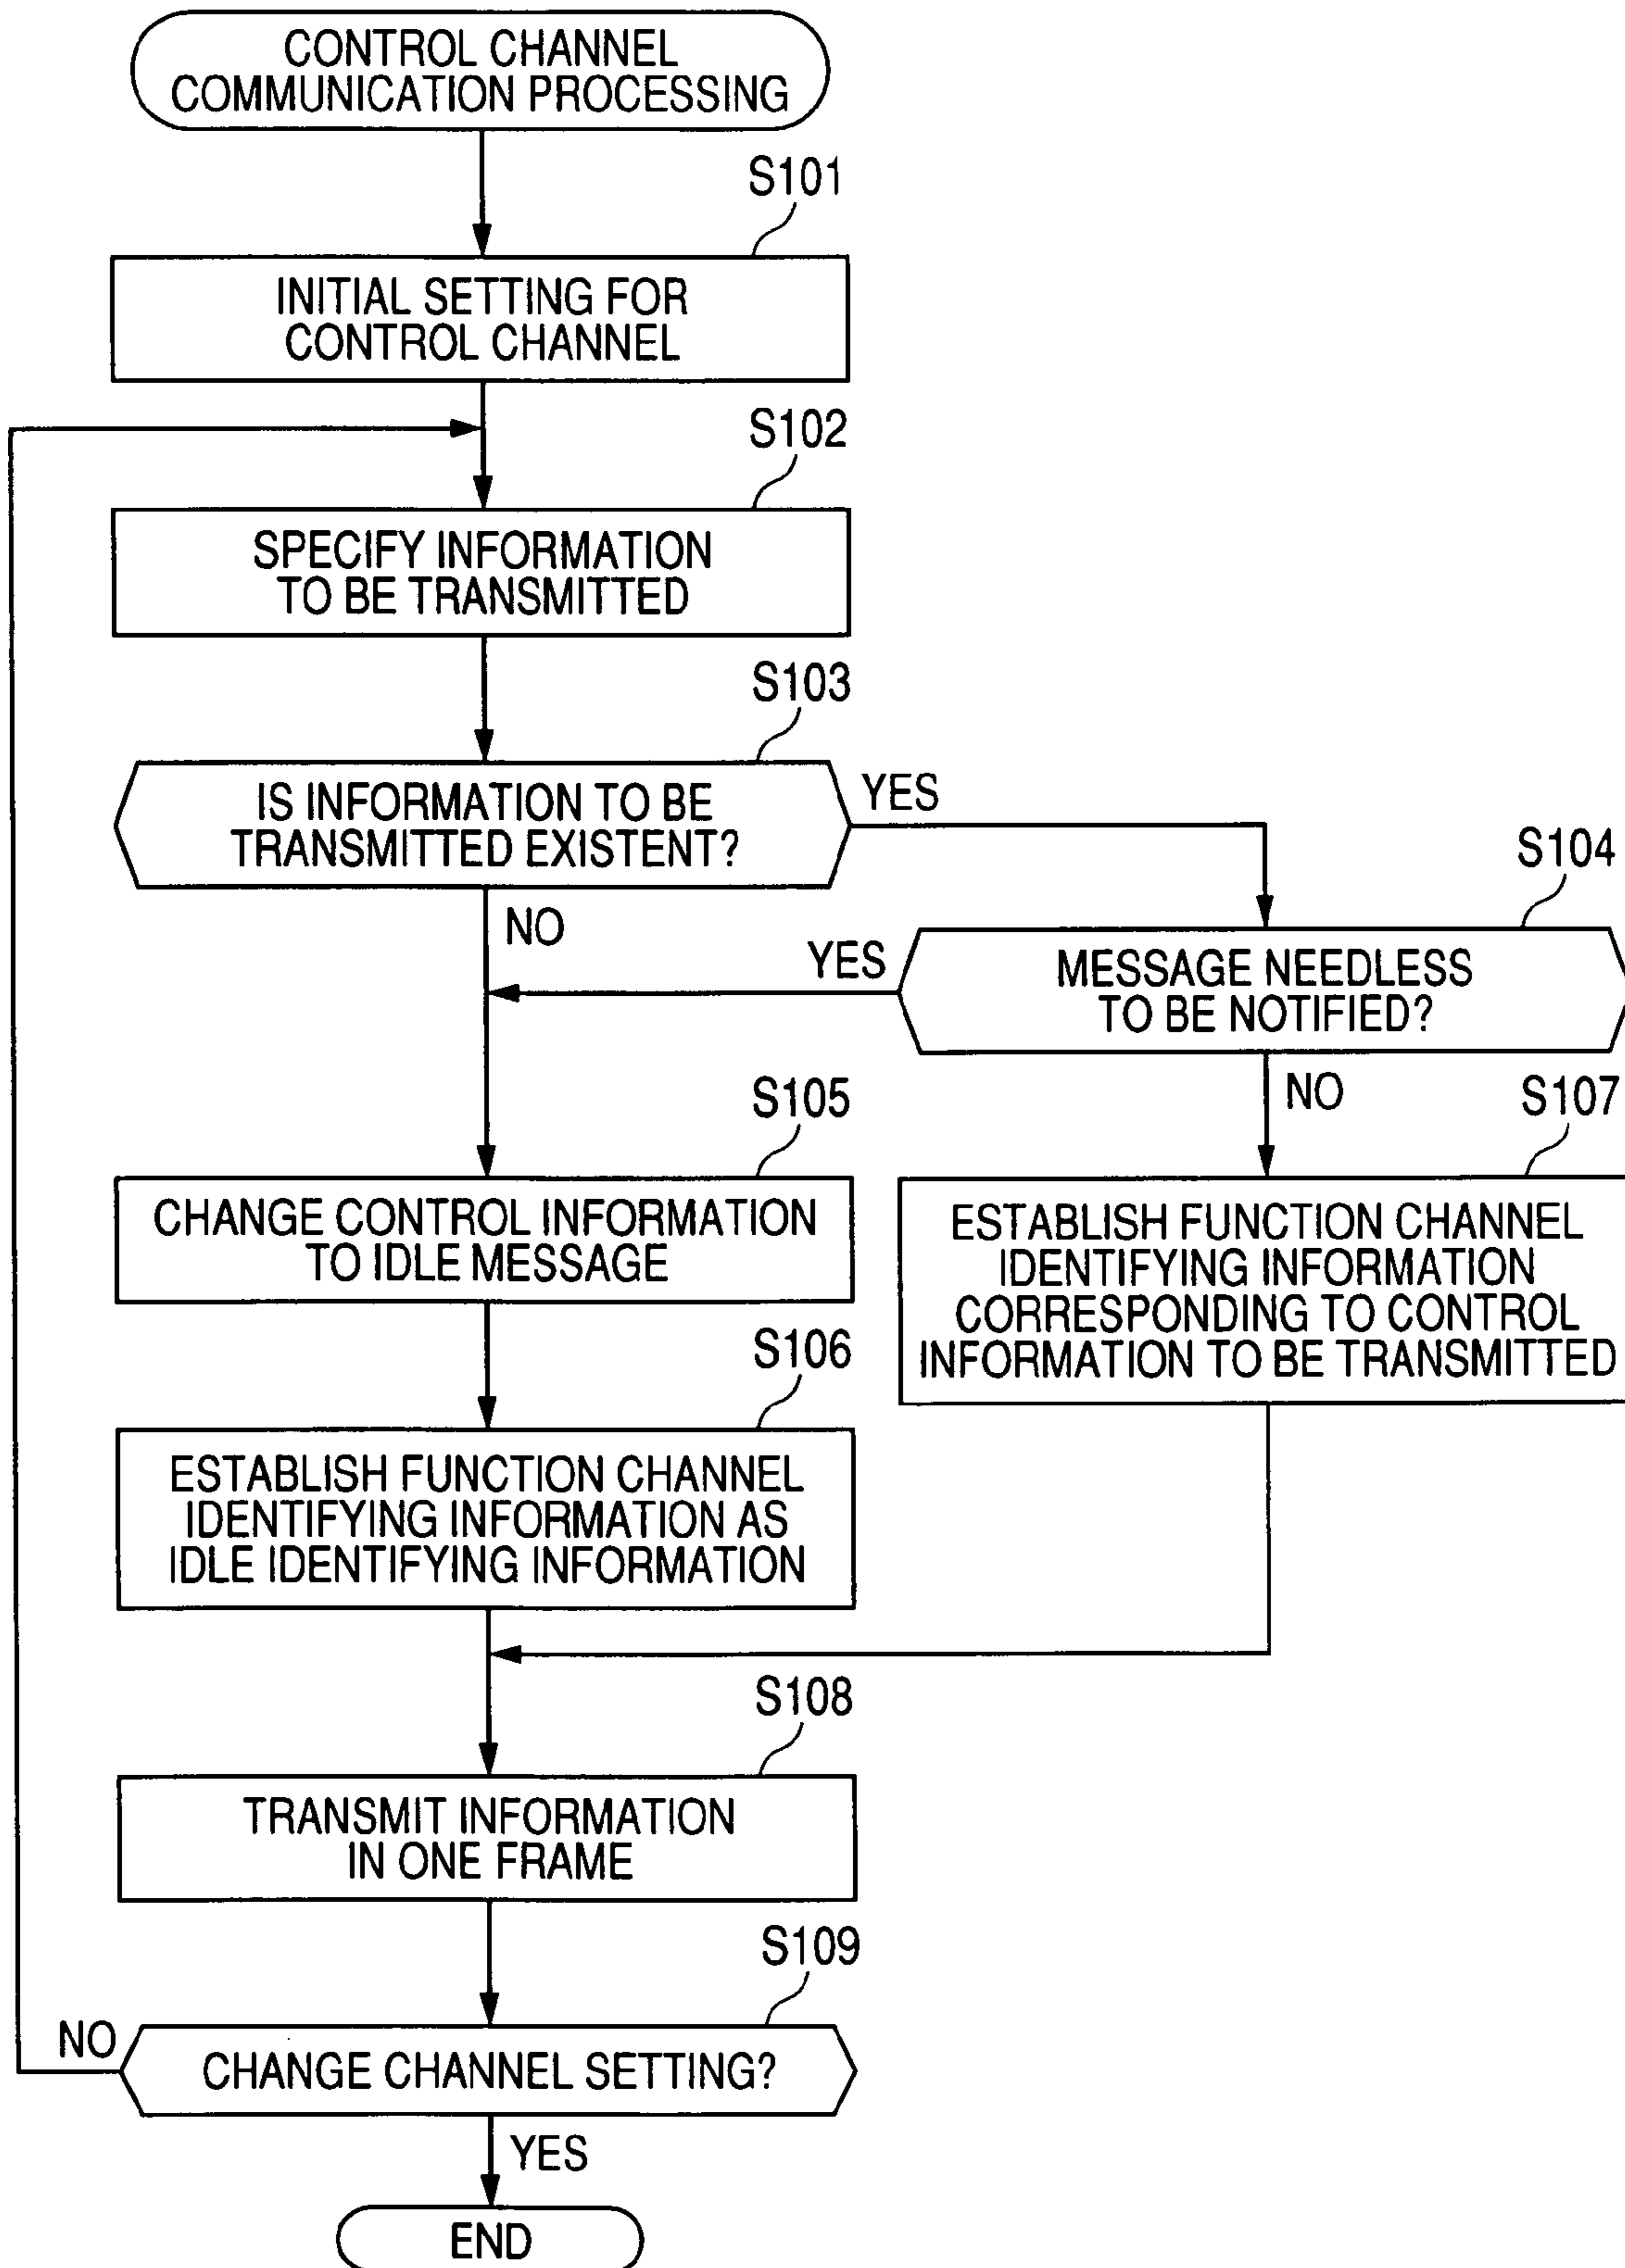 CONTROL CHANNEL
COMMUNICATION PROCESSING
S101
INITIAL SETTING FOR
CONTROL CHANNEL
S102
SPECIFY INFORMATION
TO BE TRANSMITTED
S103
IS INFORMATION TO BE
TRANSMITTED EXISTENT?
YES
NO
S104
MESSAGE NEEDLESS
TO BE NOTIFIED?
YES
NO
S105
CHANGE CONTROL INFORMATION
TO IDLE MESSAGE
S107
ESTABLISH FUNCTION CHANNEL
IDENTIFYING INFORMATION
CORRESPONDING TO CONTROL
INFORMATION TO BE TRANSMITTED
S106
ESTABLISH FUNCTION CHANNEL
IDENTIFYING INFORMATION AS
IDLE IDENTIFYING INFORMATION
S108
TRANSMIT INFORMATION
IN ONE FRAME
S109
NO
CHANGE CHANNEL SETTING?
YES
END